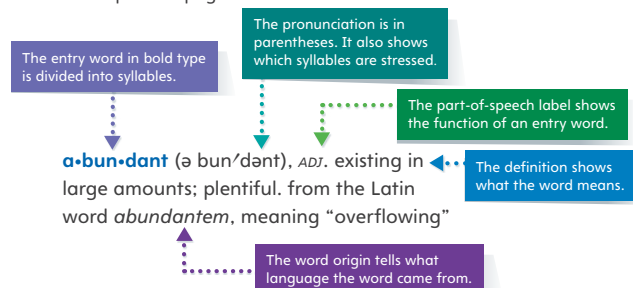 The pronunciation is in
parentheses. It also shows
which syllables are stressed.
The entry word in bold type
is divided into syllables.
The part-of-speech label shows
the function of an entry word.
a•bun•dant (ə bun′dənt), ADJ. existing in
large amounts; plentiful. from the Latin
word abundantem, meaning “overflowing”
The definition shows
what the word means.
The word origin tells what
language the word came from.